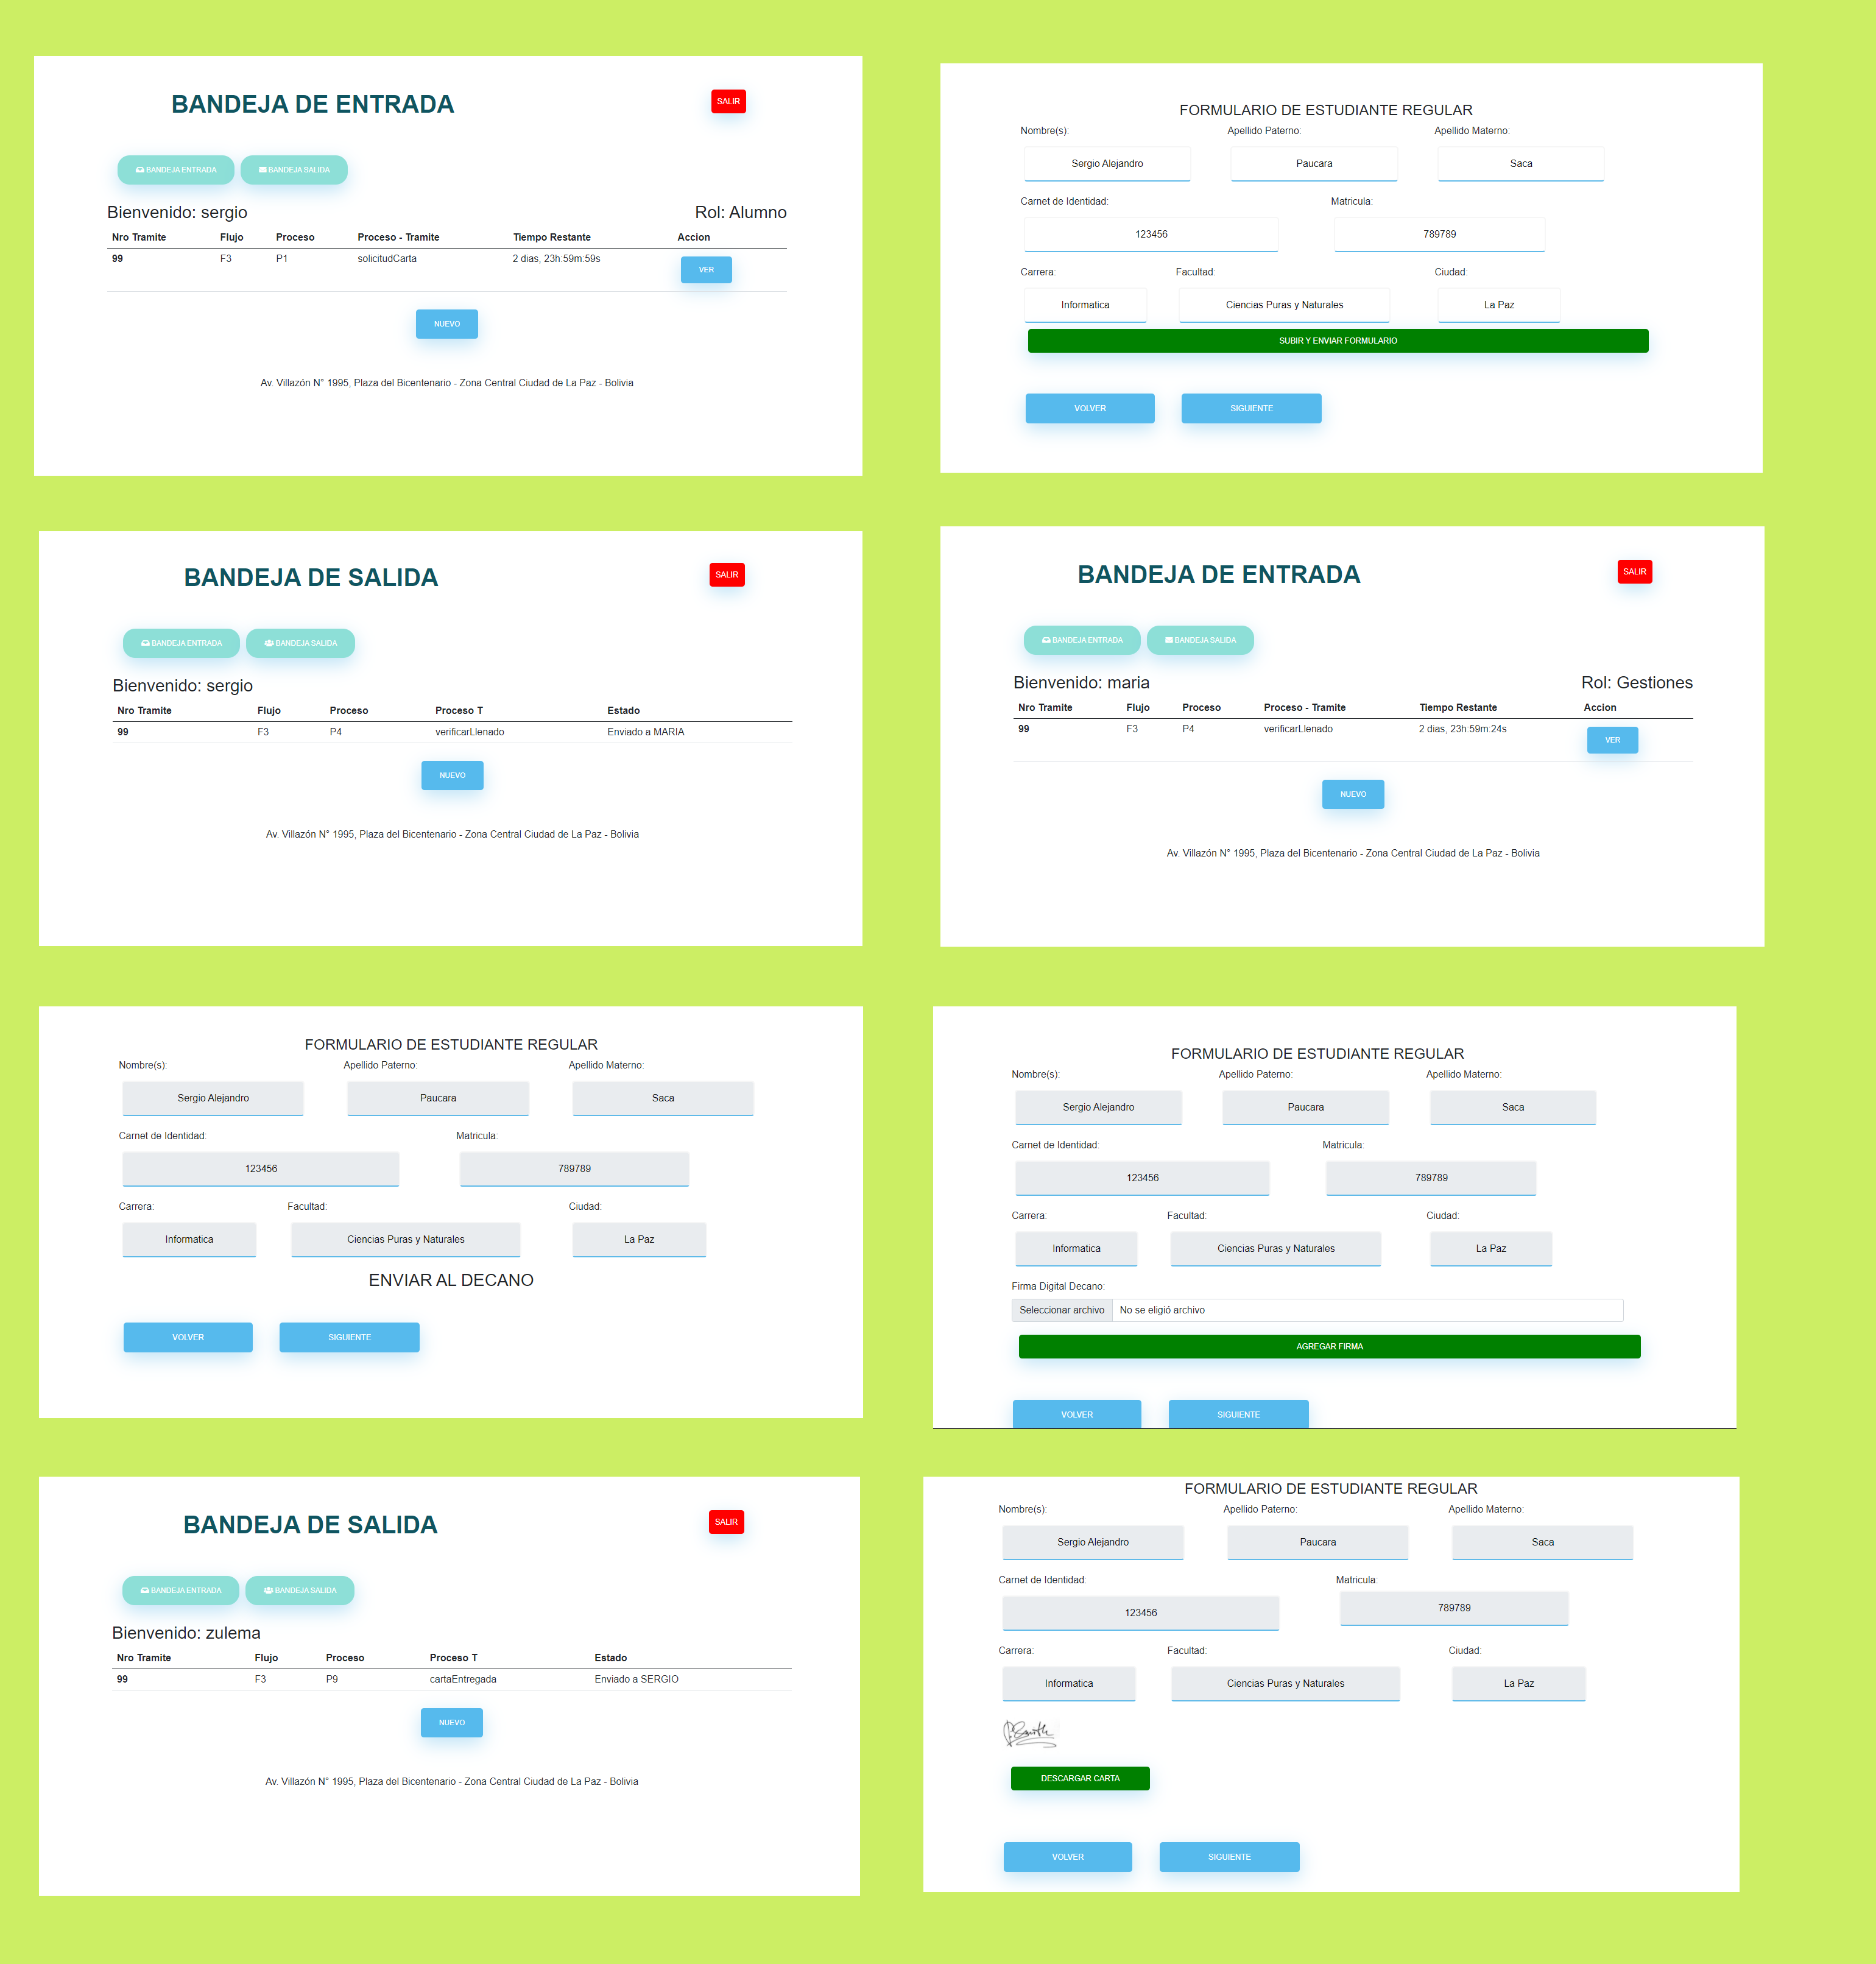 BANDEJA DE ENTRADA
SALIR
BANDEJA ENTRADA BANDEJA SALIDA
Bienvenido: sergio Rol: Alumno
Nro Tramite Flujo Proceso Proceso - Tramite Tiempo Restante Accion
99 F3 P1 solicitudCarta 2 dias, 23h:59m:59s VER
NUEVO
Av. Villazón N° 1995, Plaza del Bicentenario - Zona Central Ciudad de La Paz - Bolivia
FORMULARIO DE ESTUDIANTE REGULAR
Nombre(s): Apellido Paterno: Apellido Materno:
Sergio Alejandro Paucara Saca
Carnet de Identidad: Matricula:
123456 789789
Carrera: Facultad: Ciudad:
Informatica Ciencias Puras y Naturales La Paz
SUBIR Y ENVIAR FORMULARIO
VOLVER SIGUIENTE
BANDEJA DE SALIDA
SALIR
BANDEJA ENTRADA BANDEJA SALIDA
Bienvenido: sergio
Nro Tramite Flujo Proceso Proceso T Estado
99 F3 P4 verificarLlenado Enviado a MARIA
NUEVO
Av. Villazón N° 1995, Plaza del Bicentenario - Zona Central Ciudad de La Paz - Bolivia
BANDEJA DE ENTRADA
SALIR
BANDEJA ENTRADA BANDEJA SALIDA
Bienvenido: maria Rol: Gestiones
Nro Tramite Flujo Proceso Proceso - Tramite Tiempo Restante Accion
99 F3 P4 verificarLlenado 2 dias, 23h:59m:24s VER
NUEVO
Av. Villazón N° 1995, Plaza del Bicentenario - Zona Central Ciudad de La Paz - Bolivia
FORMULARIO DE ESTUDIANTE REGULAR
Nombre(s): Apellido Paterno: Apellido Materno:
Sergio Alejandro Paucara Saca
Carnet de Identidad: Matricula:
123456 789789
Carrera: Facultad: Ciudad:
Informatica Ciencias Puras y Naturales La Paz
ENVIAR AL DECANO
VOLVER SIGUIENTE
FORMULARIO DE ESTUDIANTE REGULAR
Nombre(s): Apellido Paterno: Apellido Materno:
Sergio Alejandro Paucara Saca
Carnet de Identidad: Matricula:
123456 789789
Carrera: Facultad: Ciudad:
Informatica Ciencias Puras y Naturales La Paz
Firma Digital Decano:
Seleccionar archivo No se eligió archivo
AGREGAR FIRMA
VOLVER SIGUIENTE
BANDEJA DE SALIDA
SALIR
BANDEJA ENTRADA BANDEJA SALIDA
Bienvenido: zulema
Nro Tramite Flujo Proceso Proceso T Estado
99 F3 P9 cartaEntregada Enviado a SERGIO
NUEVO
Av. Villazón N° 1995, Plaza del Bicentenario - Zona Central Ciudad de La Paz - Bolivia
FORMULARIO DE ESTUDIANTE REGULAR
Nombre(s): Apellido Paterno: Apellido Materno:
Sergio Alejandro Paucara Saca
Carnet de Identidad: Matricula:
123456 789789
Carrera: Facultad: Ciudad:
Informatica Ciencias Puras y Naturales La Paz
DESCARGAR CARTA
VOLVER SIGUIENTE